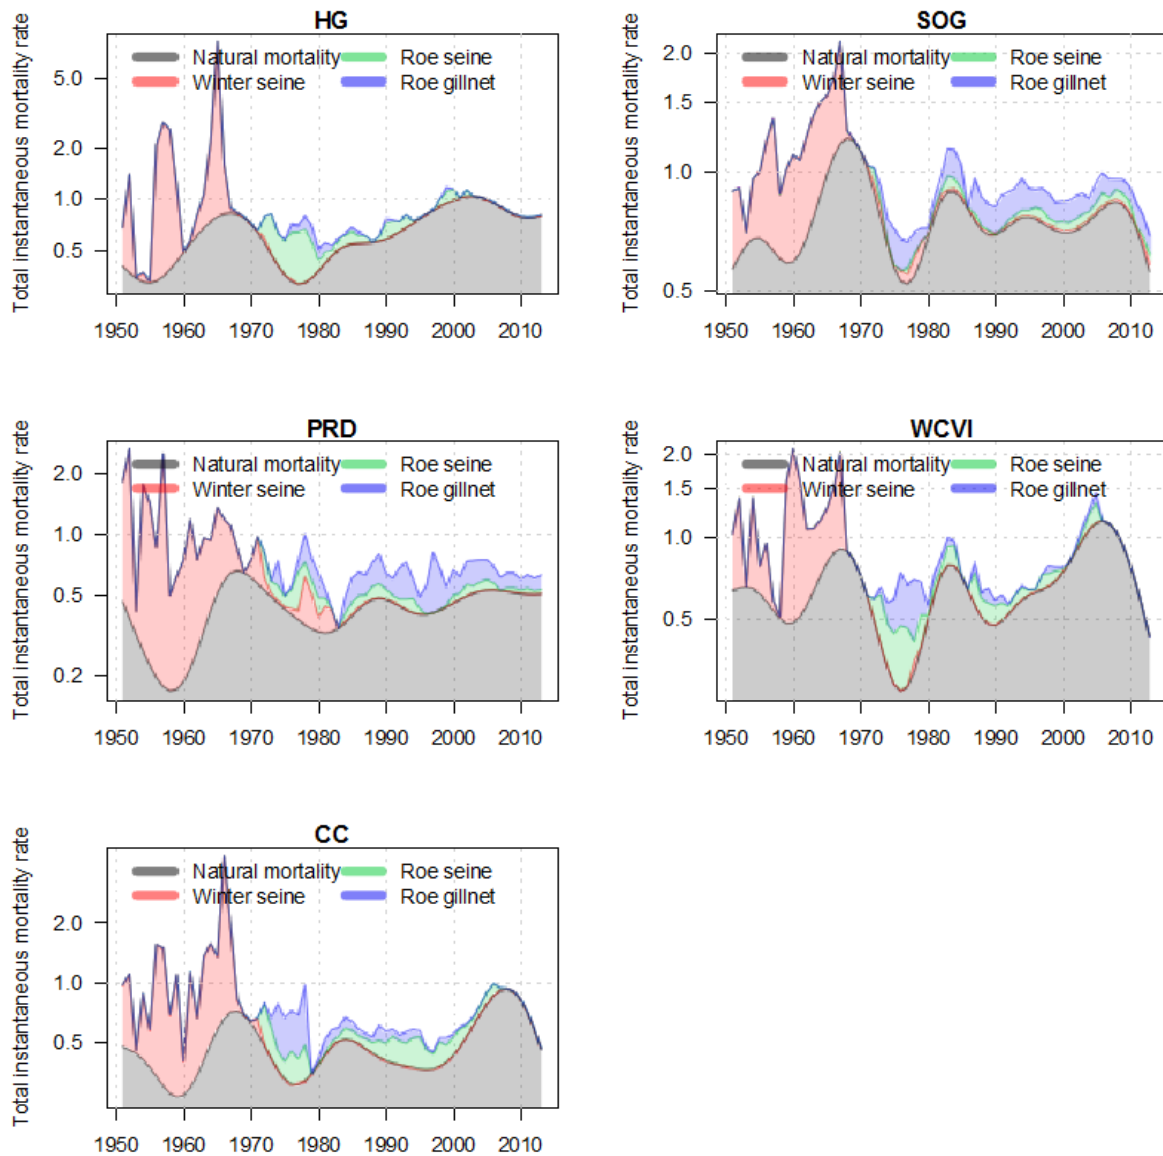 HG
Total instantaneous mortality rate
Natural mortality
Winter seine
Roe seine
Roe gillnet
5.0
2.0
1.0
0.5
1950 1960 1970 1980 1990 2000 2010
SOG
Total instantaneous mortality rate
Natural mortality
Winter seine
Roe seine
Roe gillnet
2.0
1.5
1.0
0.5
1950 1960 1970 1980 1990 2000 2010
PRD
Total instantaneous mortality rate
Natural mortality
Winter seine
Roe seine
Roe gillnet
2.0
1.0
0.5
0.2
1950 1960 1970 1980 1990 2000 2010
WCVI
Total instantaneous mortality rate
Natural mortality
Winter seine
Roe seine
Roe gillnet
2.0
1.5
1.0
0.5
1950 1960 1970 1980 1990 2000 2010
CC
Total instantaneous mortality rate
Natural mortality
Winter seine
Roe seine
Roe gillnet
2.0
1.0
0.5
1950 1960 1970 1980 1990 2000 2010